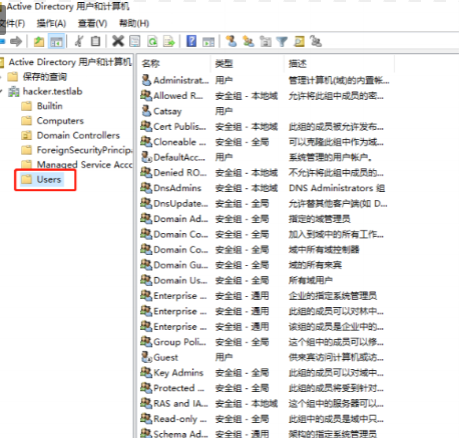 Active Directory 用户和计算机
文件(F) 操作(A) 查看(V) 帮助(H)
Active Directory 用户和计算机
保存的查询
hacker.testlab
Builtin
Computers
Domain Controllers
ForeignSecurityPrincipa
Managed Service Acco
Users
名称 类型 描述
Administrat... 用户 管理计算机(域)的内置帐...
Allowed R... 安全组 - 本地域 允许将此组中成员的密...
Catsay 用户
Cert Publis... 安全组 - 本地域 此组的成员被允许发布...
Cloneable ... 安全组 - 全局 可以克隆此组中作为域...
DefaultAcc... 用户 系统管理的用户帐户。
Denied RO... 安全组 - 本地域 不允许将此组中成员的...
DnsAdmins 安全组 - 本地域 DNS Administrators 组
DnsUpdate... 安全组 - 全局 允许替其他客户端(如 D...
Domain Ad... 安全组 - 全局 指定的域管理员
Domain Co... 安全组 - 全局 加入到域中的所有工作...
Domain Co... 安全组 - 全局 域中所有域控制器
Domain Gu... 安全组 - 全局 域的所有来宾
Domain Us... 安全组 - 全局 所有域用户
Enterprise ... 安全组 - 通用 企业的指定系统管理员
Enterprise ... 安全组 - 通用 此组的成员可以对林中...
Enterprise ... 安全组 - 通用 该组的成员是企业中的...
Group Poli... 安全组 - 全局 这个组中的成员可以修...
Guest 用户 供来宾访问计算机或访...
Key Admins 安全组 - 全局 此组的成员可以对域中...
Protected ... 安全组 - 全局 此组的成员将受到针对...
RAS and IA... 安全组 - 本地域 这个组中的服务器可以...
Read-only ... 安全组 - 全局 此组中的成员是域中只...
Schema Ad... 安全组 - 通用 架构的指定系统管理员